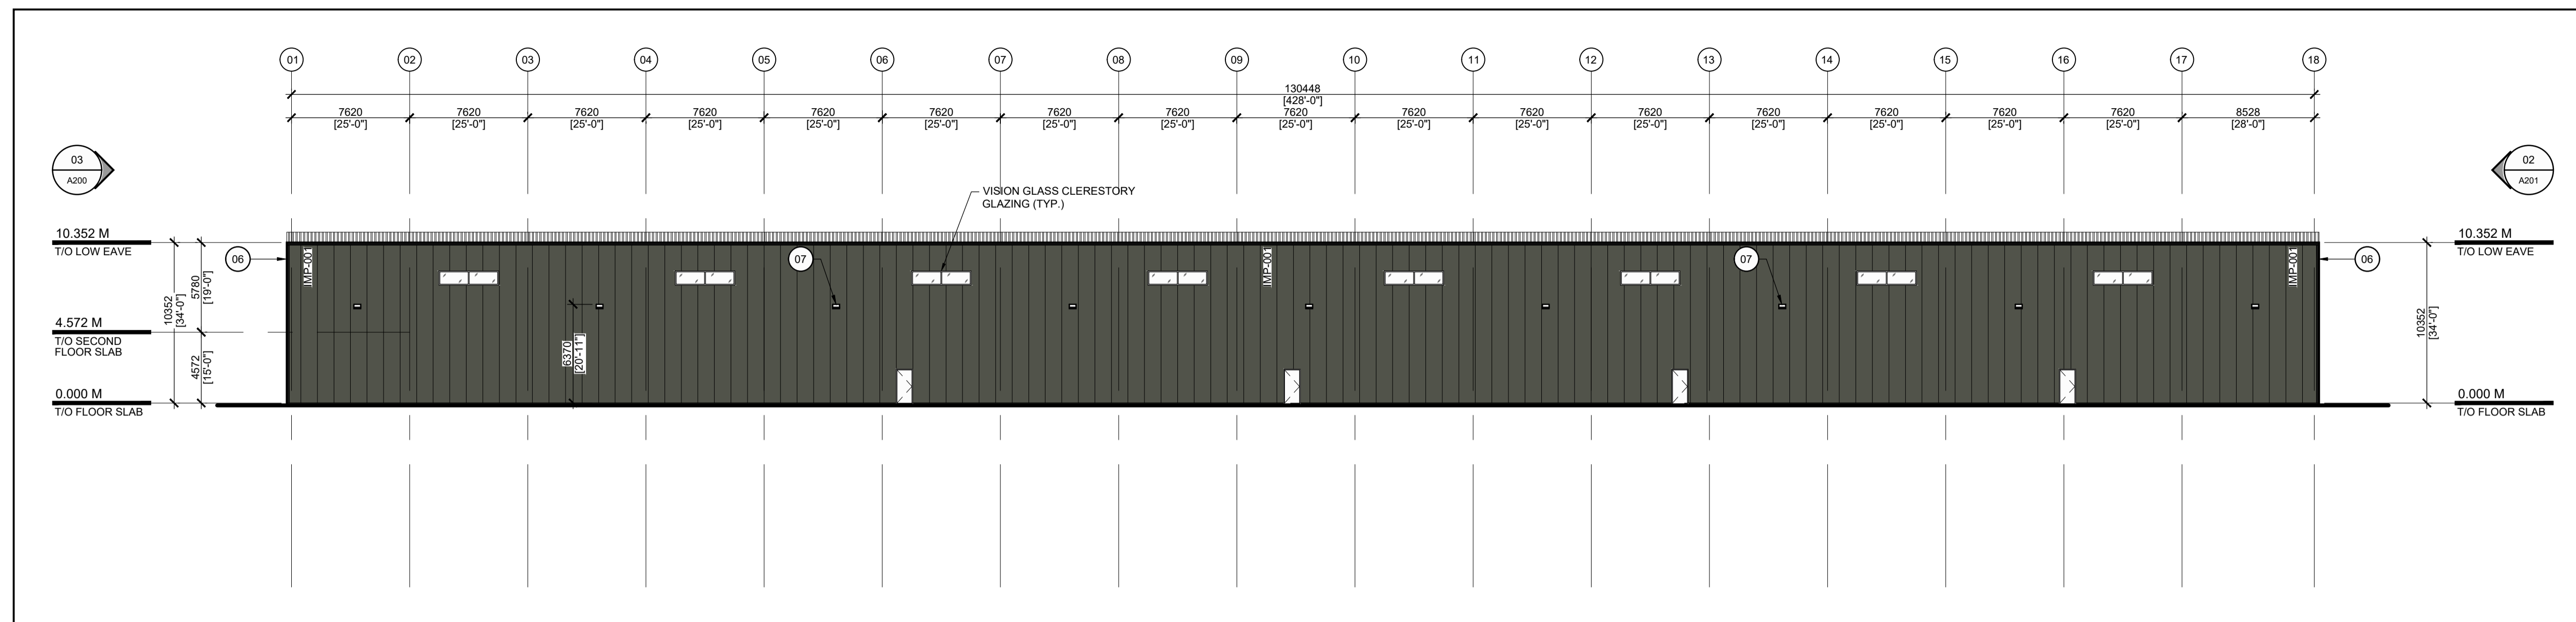 01 02 03 04 05 06 07 08 09 10 11 12 13 14 15 16 17 18
130448
[428'-0"]
7620 7620 7620 7620 7620 7620 7620 7620 7620 7620 7620 7620 7620 7620 7620 7620 8528
[25'-0"] [25'-0"] [25'-0"] [25'-0"] [25'-0"] [25'-0"] [25'-0"] [25'-0"] [25'-0"] [25'-0"] [25'-0"] [25'-0"] [25'-0"] [25'-0"] [25'-0"] [25'-0"] [28'-0"]
03
A200
02
A201
VISION GLASS CLERESTORY
GLAZING (TYP.)
10.352 M
T/O LOW EAVE
4.572 M
T/O SECOND
FLOOR SLAB
0.000 M
T/O FLOOR SLAB
10352
[34'-0"]
5780
[19'-0"]
4572
[15'-0"]
06
IMP-001
6370
[20'-11"]
07
IMP-001
07
IMP-001
06
10352
[34'-0"]
10.352 M
T/O LOW EAVE
0.000 M
T/O FLOOR SLAB